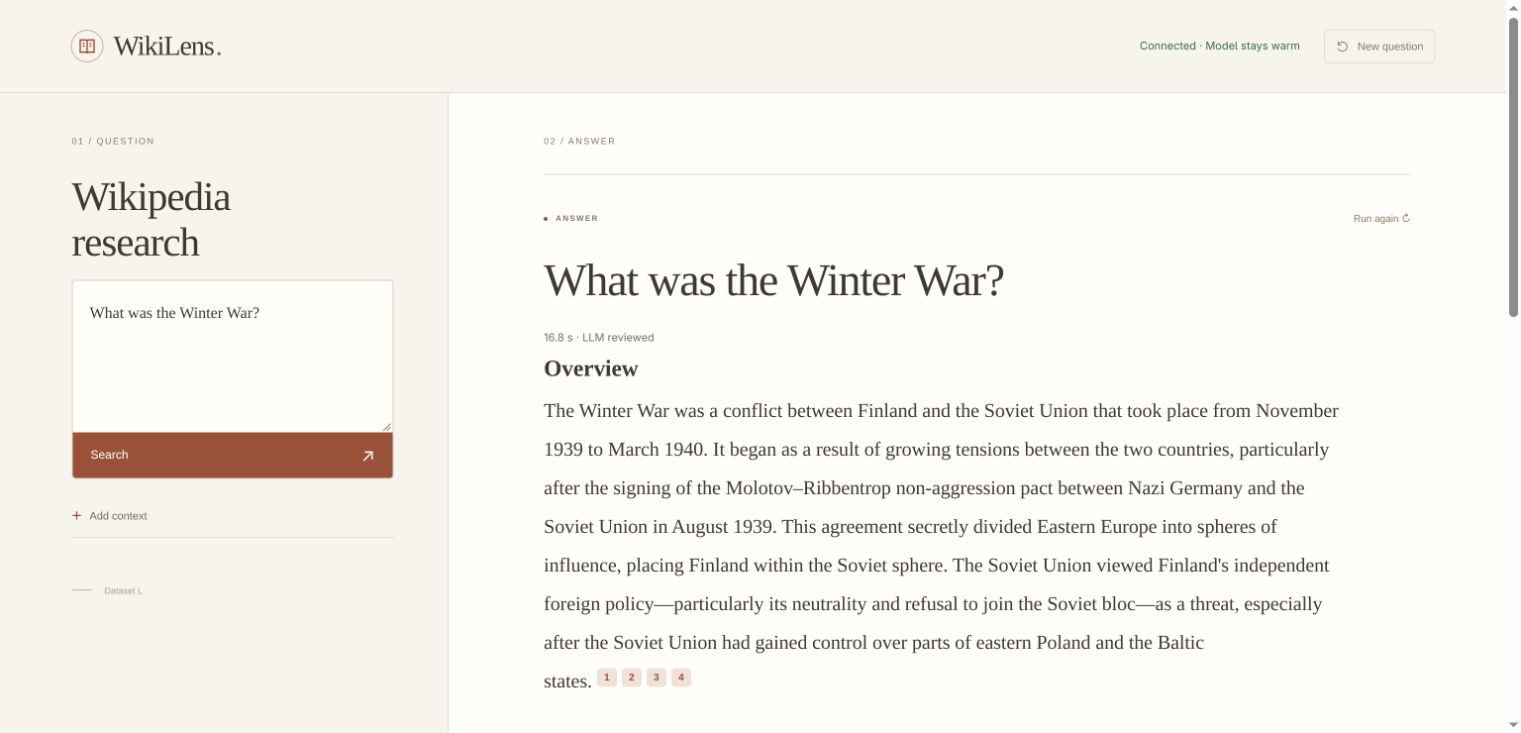 WikiLens.
Connected · Model stays warm
New question
01 / QUESTION
Wikipedia
research
What was the Winter War?
Search
+ Add context
Dataset L
02 / ANSWER
ANSWER
Run again
What was the Winter War?
16.8 s · LLM reviewed
Overview
The Winter War was a conflict between Finland and the Soviet Union that took place from November
1939 to March 1940. It began as a result of growing tensions between the two countries, particularly
after the signing of the Molotov–Ribbentrop non-aggression pact between Nazi Germany and the
Soviet Union in August 1939. This agreement secretly divided Eastern Europe into spheres of
influence, placing Finland within the Soviet sphere. The Soviet Union viewed Finland's independent
foreign policy—particularly its neutrality and refusal to join the Soviet bloc—as a threat, especially
after the Soviet Union had gained control over parts of eastern Poland and the Baltic
states. 1 2 3 4